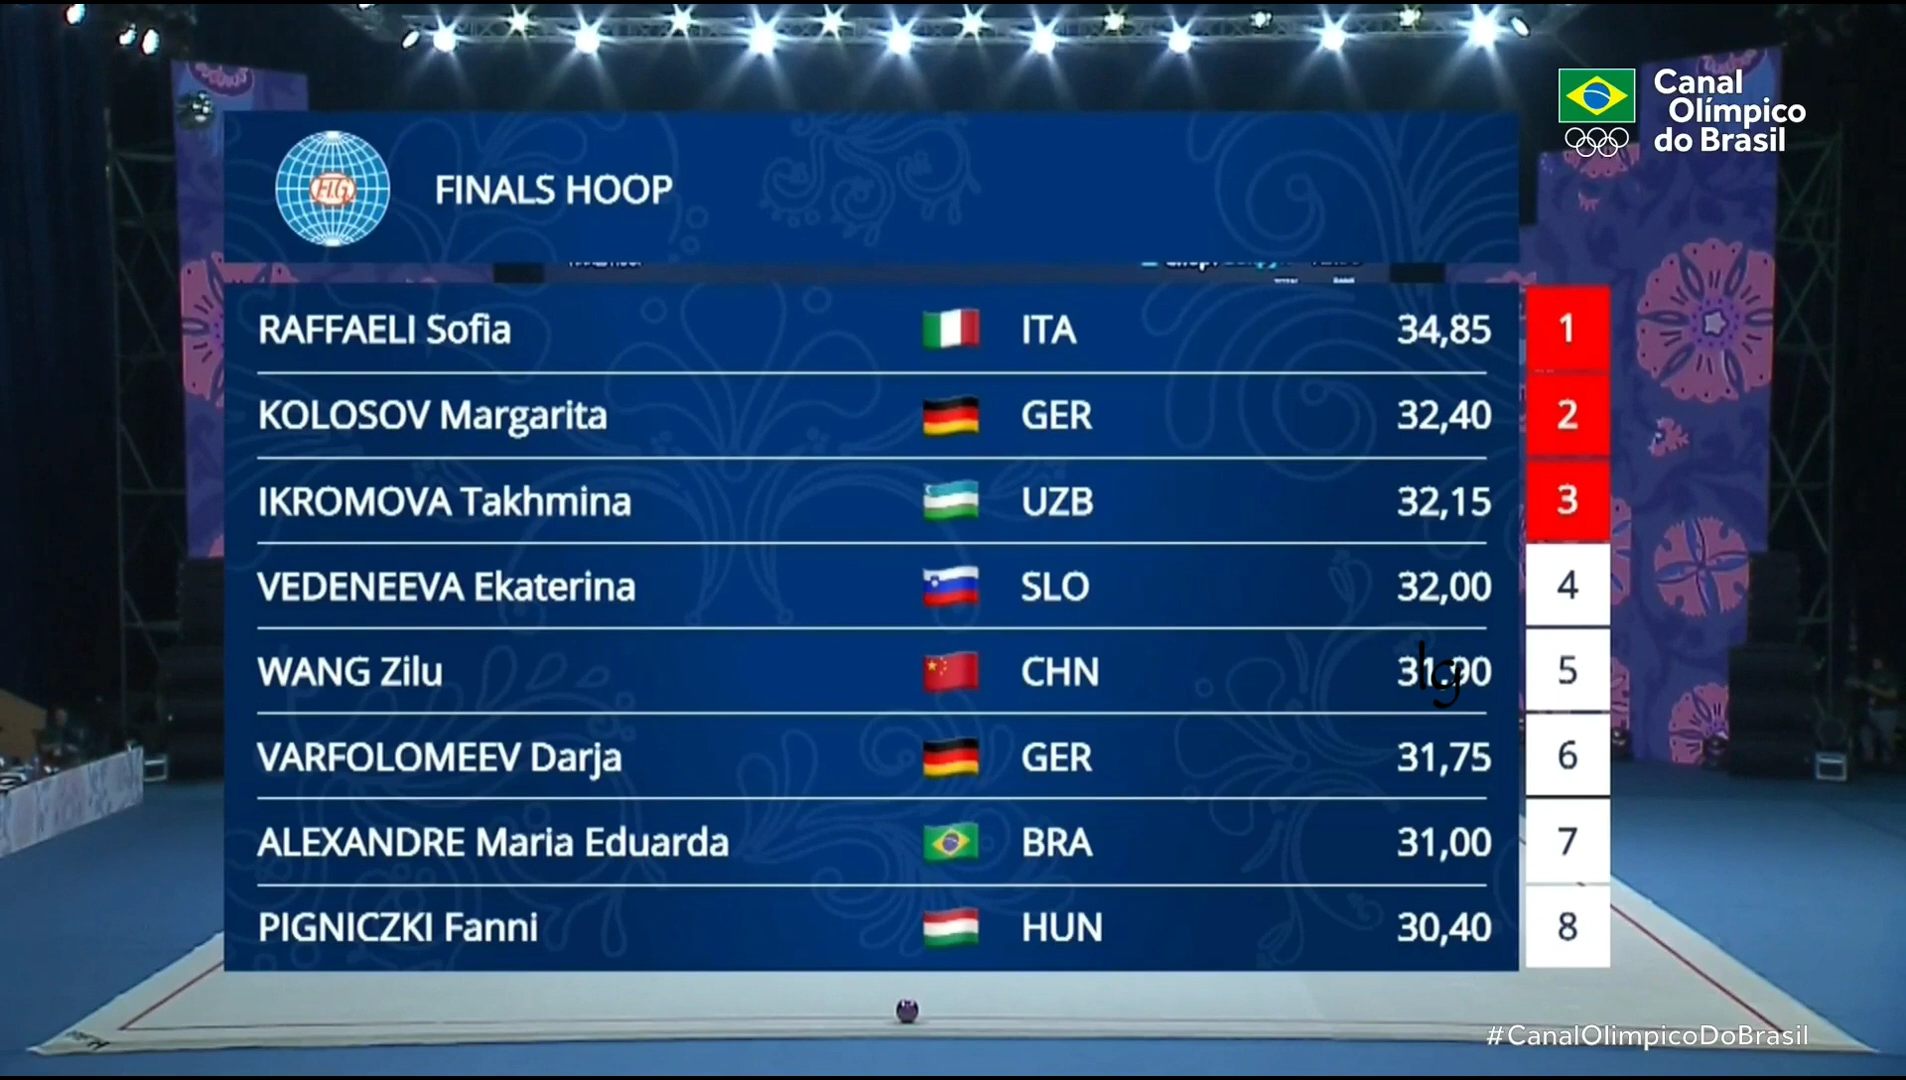 Canal
Olímpico
do Brasil
FIG
FINALS HOOP
RAFFAELI Sofia ITA 34,85 1
KOLOSOV Margarita GER 32,40 2
IKROMOVA Takhmina UZB 32,15 3
VEDENEEVA Ekaterina SLO 32,00 4
WANG Zilu CHN 5
lg
VARFOLOMEEV Darja GER 31,75 6
ALEXANDRE Maria Eduarda BRA 31,00 7
PIGNICZKI Fanni HUN 30,40 8
#CanalOlimpicoDoBrasil